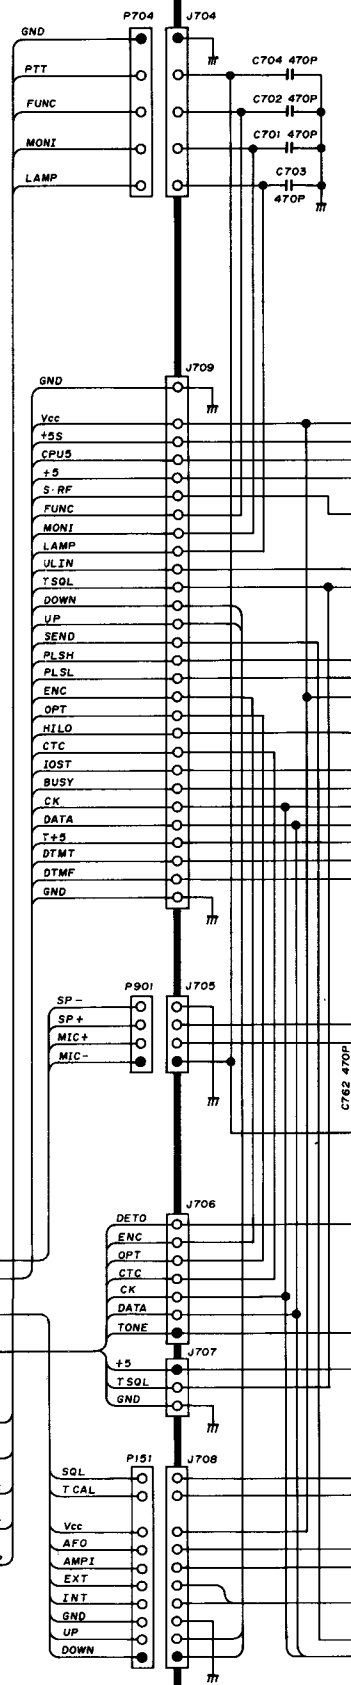 P704 J704
GND
PTT
C704 470P
FUNC
C702 470P
MONI
C701 470P
LAMP
C703
470P
J709
GND
Vcc
+5S
CPU5
+5
S·RF
FUNC
MONI
LAMP
ULIN
TSQL
DOWN
UP
SEND
PLSH
PLSL
ENC
OPT
HILO
CTC
IOST
BUSY
CK
DATA
T+5
DTMT
DTMF
GND
P901 J705
SP-
SP+
MIC+
MIC-
C762 470P
J706
DETO
ENC
OPT
CTC
CK
DATA
TONE
J707
+5
TSQL
GND
P151 J708
SQL
TCAL
Vcc
AFO
AMPI
EXT
INT
GND
UP
DOWN